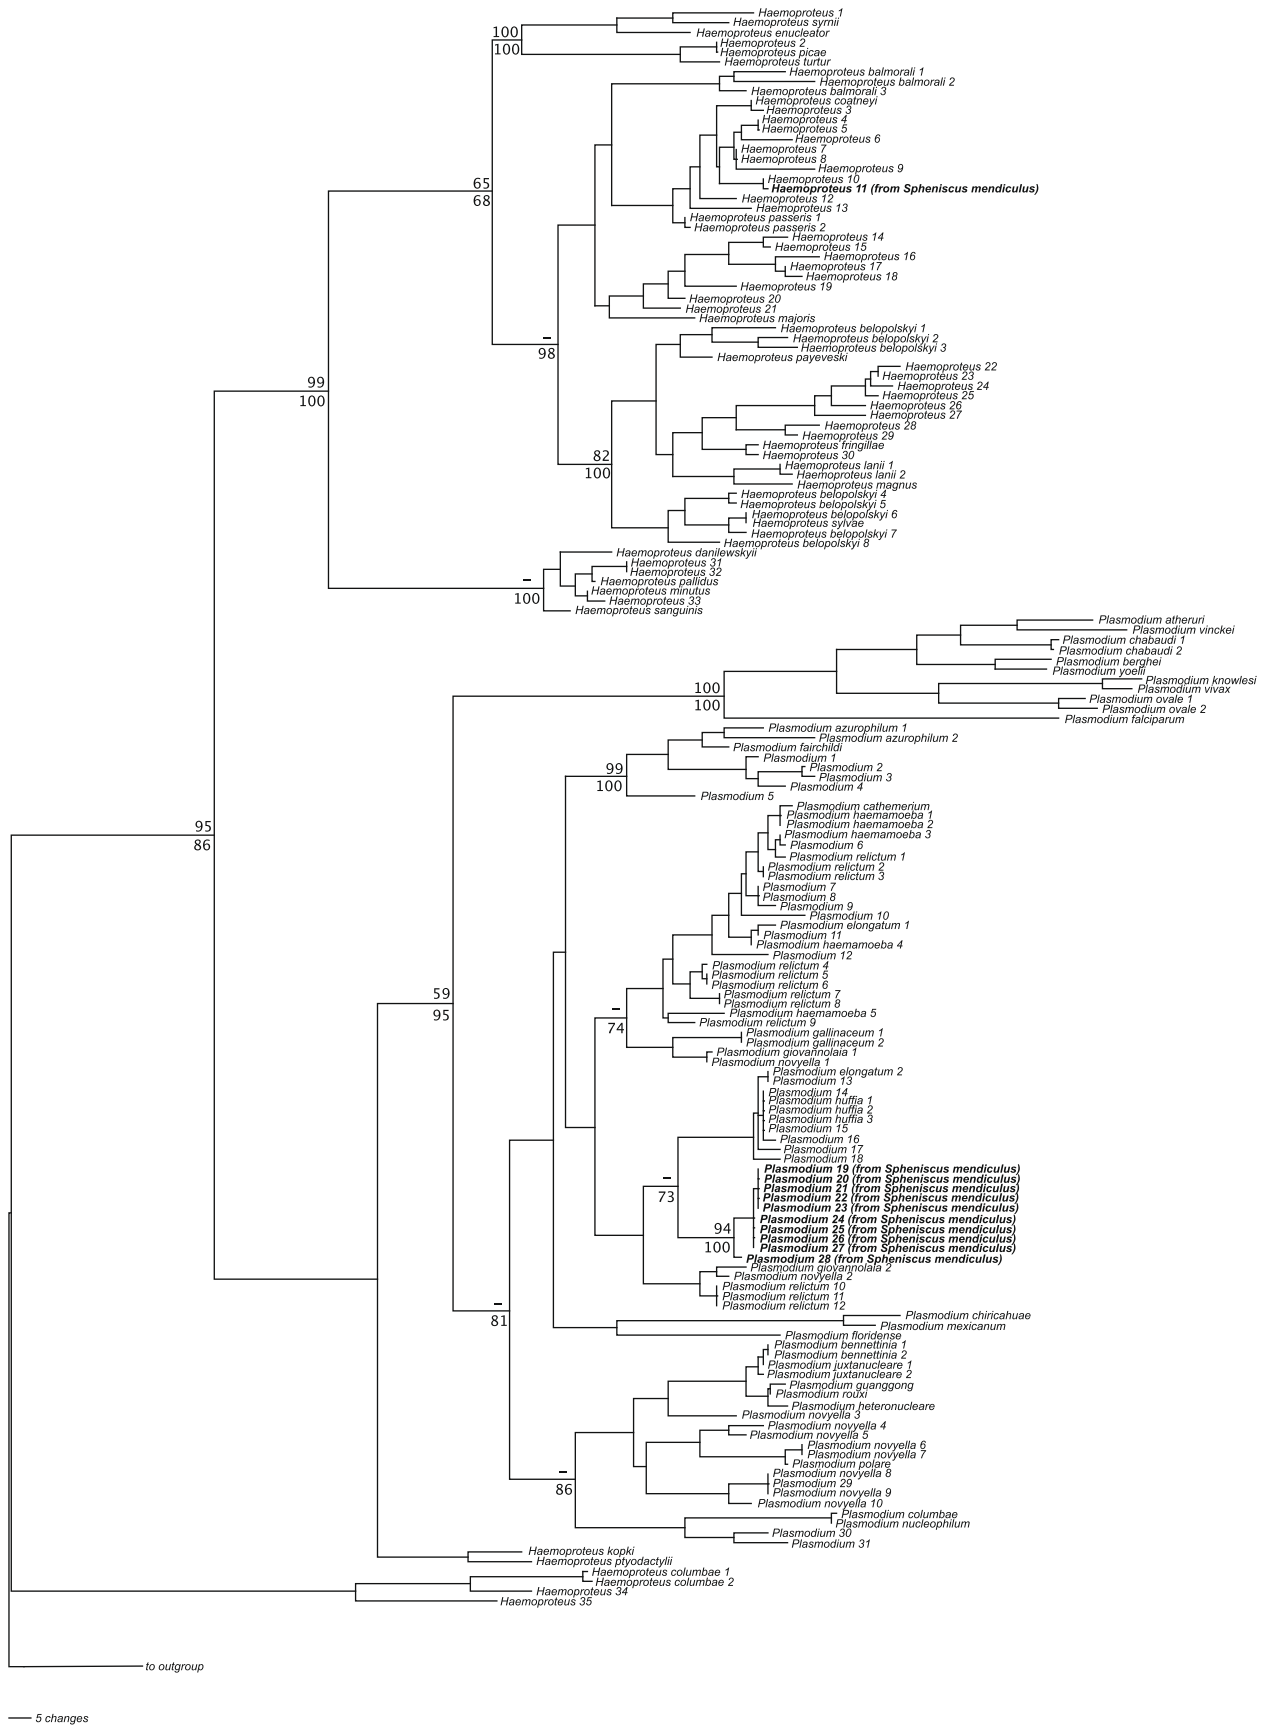 Haemoproteus 1
Haemoproteus syrnii
Haemoproteus enucleator
100
Haemoproteus 2
100
Haemoproteus picae
Haemoproteus turtur
Haemoproteus balmorali 1
Haemoproteus balmorali 2
Haemoproteus balmorali 3
Haemoproteus coatneyi
Haemoproteus 3
Haemoproteus 4
Haemoproteus 5
Haemoproteus 6
Haemoproteus 7
Haemoproteus 8
Haemoproteus 9
Haemoproteus 10
65
Haemoproteus 11 (from Spheniscus mendiculus)
68
Haemoproteus 12
Haemoproteus 13
Haemoproteus passeris 1
Haemoproteus passeris 2
Haemoproteus 14
Haemoproteus 15
Haemoproteus 16
Haemoproteus 17
Haemoproteus 18
Haemoproteus 19
Haemoproteus 20
Haemoproteus 21
Haemoproteus majoris
Haemoproteus belopolskyi 1
–
Haemoproteus belopolskyi 2
98
Haemoproteus belopolskyi 3
Haemoproteus payeveski
Haemoproteus 22
Haemoproteus 23
99
Haemoproteus 24
Haemoproteus 25
100
Haemoproteus 26
Haemoproteus 27
Haemoproteus 28
Haemoproteus 29
Haemoproteus fringillae
82
Haemoproteus 30
Haemoproteus lanii 1
100
Haemoproteus lanii 2
Haemoproteus magnus
Haemoproteus belopolskyi 4
Haemoproteus belopolskyi 5
Haemoproteus belopolskyi 6
Haemoproteus sylvae
Haemoproteus belopolskyi 7
Haemoproteus belopolskyi 8
Haemoproteus danilewskyii
Haemoproteus 31
Haemoproteus 32
–
Haemoproteus pallidus
Haemoproteus minutus
100
Haemoproteus 33
Haemoproteus sanguinis
Plasmodium atheruri
Plasmodium vinckei
Plasmodium chabaudi 1
Plasmodium chabaudi 2
Plasmodium berghei
Plasmodium yoelii
Plasmodium knowlesi
100
Plasmodium vivax
Plasmodium ovale 1
100
Plasmodium ovale 2
Plasmodium falciparum
Plasmodium azurophilum 1
Plasmodium azurophilum 2
Plasmodium fairchildi
Plasmodium 1
99
Plasmodium 2
Plasmodium 3
100
Plasmodium 4
Plasmodium 5
Plasmodium cathemerium
Plasmodium haemamoeba 1
95
Plasmodium haemamoeba 2
Plasmodium haemamoeba 3
86
Plasmodium 6
Plasmodium relictum 1
Plasmodium relictum 2
Plasmodium relictum 3
Plasmodium 7
Plasmodium 8
Plasmodium 9
Plasmodium 10
Plasmodium elongatum 1
Plasmodium 11
Plasmodium haemamoeba 4
Plasmodium 12
Plasmodium relictum 4
Plasmodium relictum 5
Plasmodium relictum 6
59
Plasmodium relictum 7
Plasmodium relictum 8
95
–
Plasmodium haemamoeba 5
Plasmodium relictum 9
74
Plasmodium gallinaceum 1
Plasmodium gallinaceum 2
Plasmodium giovannolaia 1
Plasmodium novyella 1
Plasmodium elongatum 2
Plasmodium 13
Plasmodium 14
Plasmodium huffia 1
Plasmodium huffia 2
Plasmodium huffia 3
Plasmodium 15
Plasmodium 16
Plasmodium 17
Plasmodium 18
Plasmodium 19 (from Spheniscus mendiculus)
–
Plasmodium 20 (from Spheniscus mendiculus)
Plasmodium 21 (from Spheniscus mendiculus)
73
Plasmodium 22 (from Spheniscus mendiculus)
Plasmodium 23 (from Spheniscus mendiculus)
Plasmodium 24 (from Spheniscus mendiculus)
94
Plasmodium 25 (from Spheniscus mendiculus)
Plasmodium 26 (from Spheniscus mendiculus)
100
Plasmodium 27 (from Spheniscus mendiculus)
Plasmodium 28 (from Spheniscus mendiculus)
Plasmodium giovannolaia 2
Plasmodium novyella 2
Plasmodium relictum 10
Plasmodium relictum 11
–
Plasmodium relictum 12
81
Plasmodium chiricahuae
Plasmodium mexicanum
Plasmodium floridense
Plasmodium bennettinia 1
Plasmodium bennettinia 2
Plasmodium juxtanucleare 1
Plasmodium juxtanucleare 2
Plasmodium guanggong
Plasmodium rouxi
Plasmodium heteronucleare
Plasmodium novyella 3
Plasmodium novyella 4
Plasmodium novyella 5
Plasmodium novyella 6
Plasmodium novyella 7
Plasmodium polare
–
Plasmodium novyella 8
Plasmodium 29
86
Plasmodium novyella 9
Plasmodium novyella 10
Plasmodium columbae
Plasmodium nucleophilum
Plasmodium 30
Plasmodium 31
Haemoproteus kopki
Haemoproteus ptyodactylii
Haemoproteus columbae 1
Haemoproteus columbae 2
Haemoproteus 34
Haemoproteus 35
to outgroup
5 changes